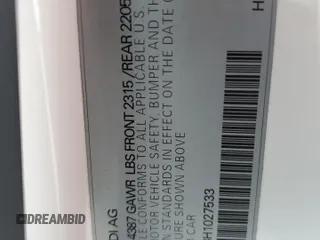 DI AG
4387 GAWR LBS FRONT 2315 /REAR 2205
LE CONFORMS TO ALL APPLICABLE U.S.
VEHICLE SAFETY, BUMPER AND THE
N STANDARDS IN EFFECT ON THE DATE O
URE SHOWN ABOVE
CAR
H1027533
H
DREAMBID